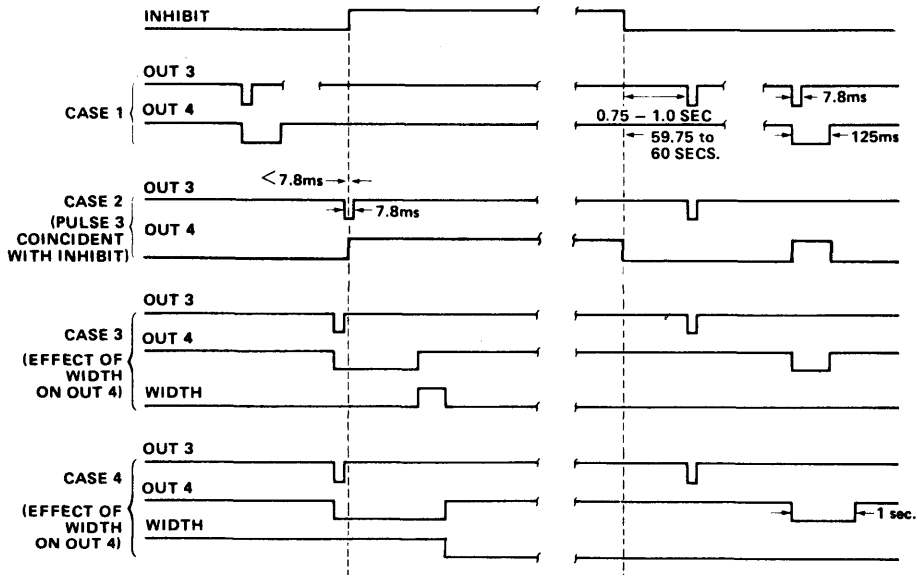 INHIBIT
OUT 3
CASE 1
OUT 4
7.8ms
0.75 – 1.0 SEC
59.75 to
60 SECS.
125ms
<7.8ms
OUT 3
CASE 2
(PULSE 3
COINCIDENT
WITH INHIBIT)
7.8ms
OUT 4
OUT 3
CASE 3
OUT 4
(EFFECT OF
WIDTH
ON OUT 4)
WIDTH
OUT 3
CASE 4
OUT 4
(EFFECT OF
WIDTH
ON OUT 4)
WIDTH
1 sec.